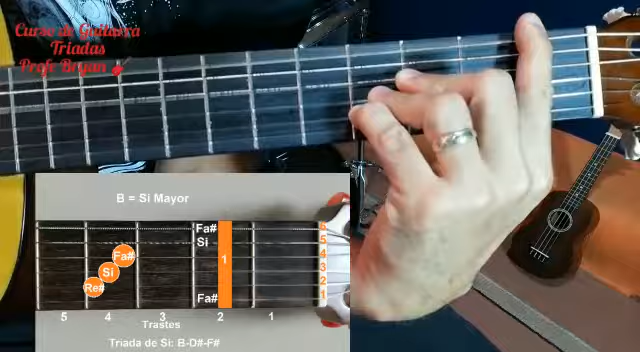 Curso de Guitarra
Triadas
Profe Bryan
B = Si Mayor
Fa#
Si
Fa#
Si
Re#
Fa#
1
6
5
4
3
2
1
5 4 3 2 1
Trastes
Triada de Si: B-D#-F#